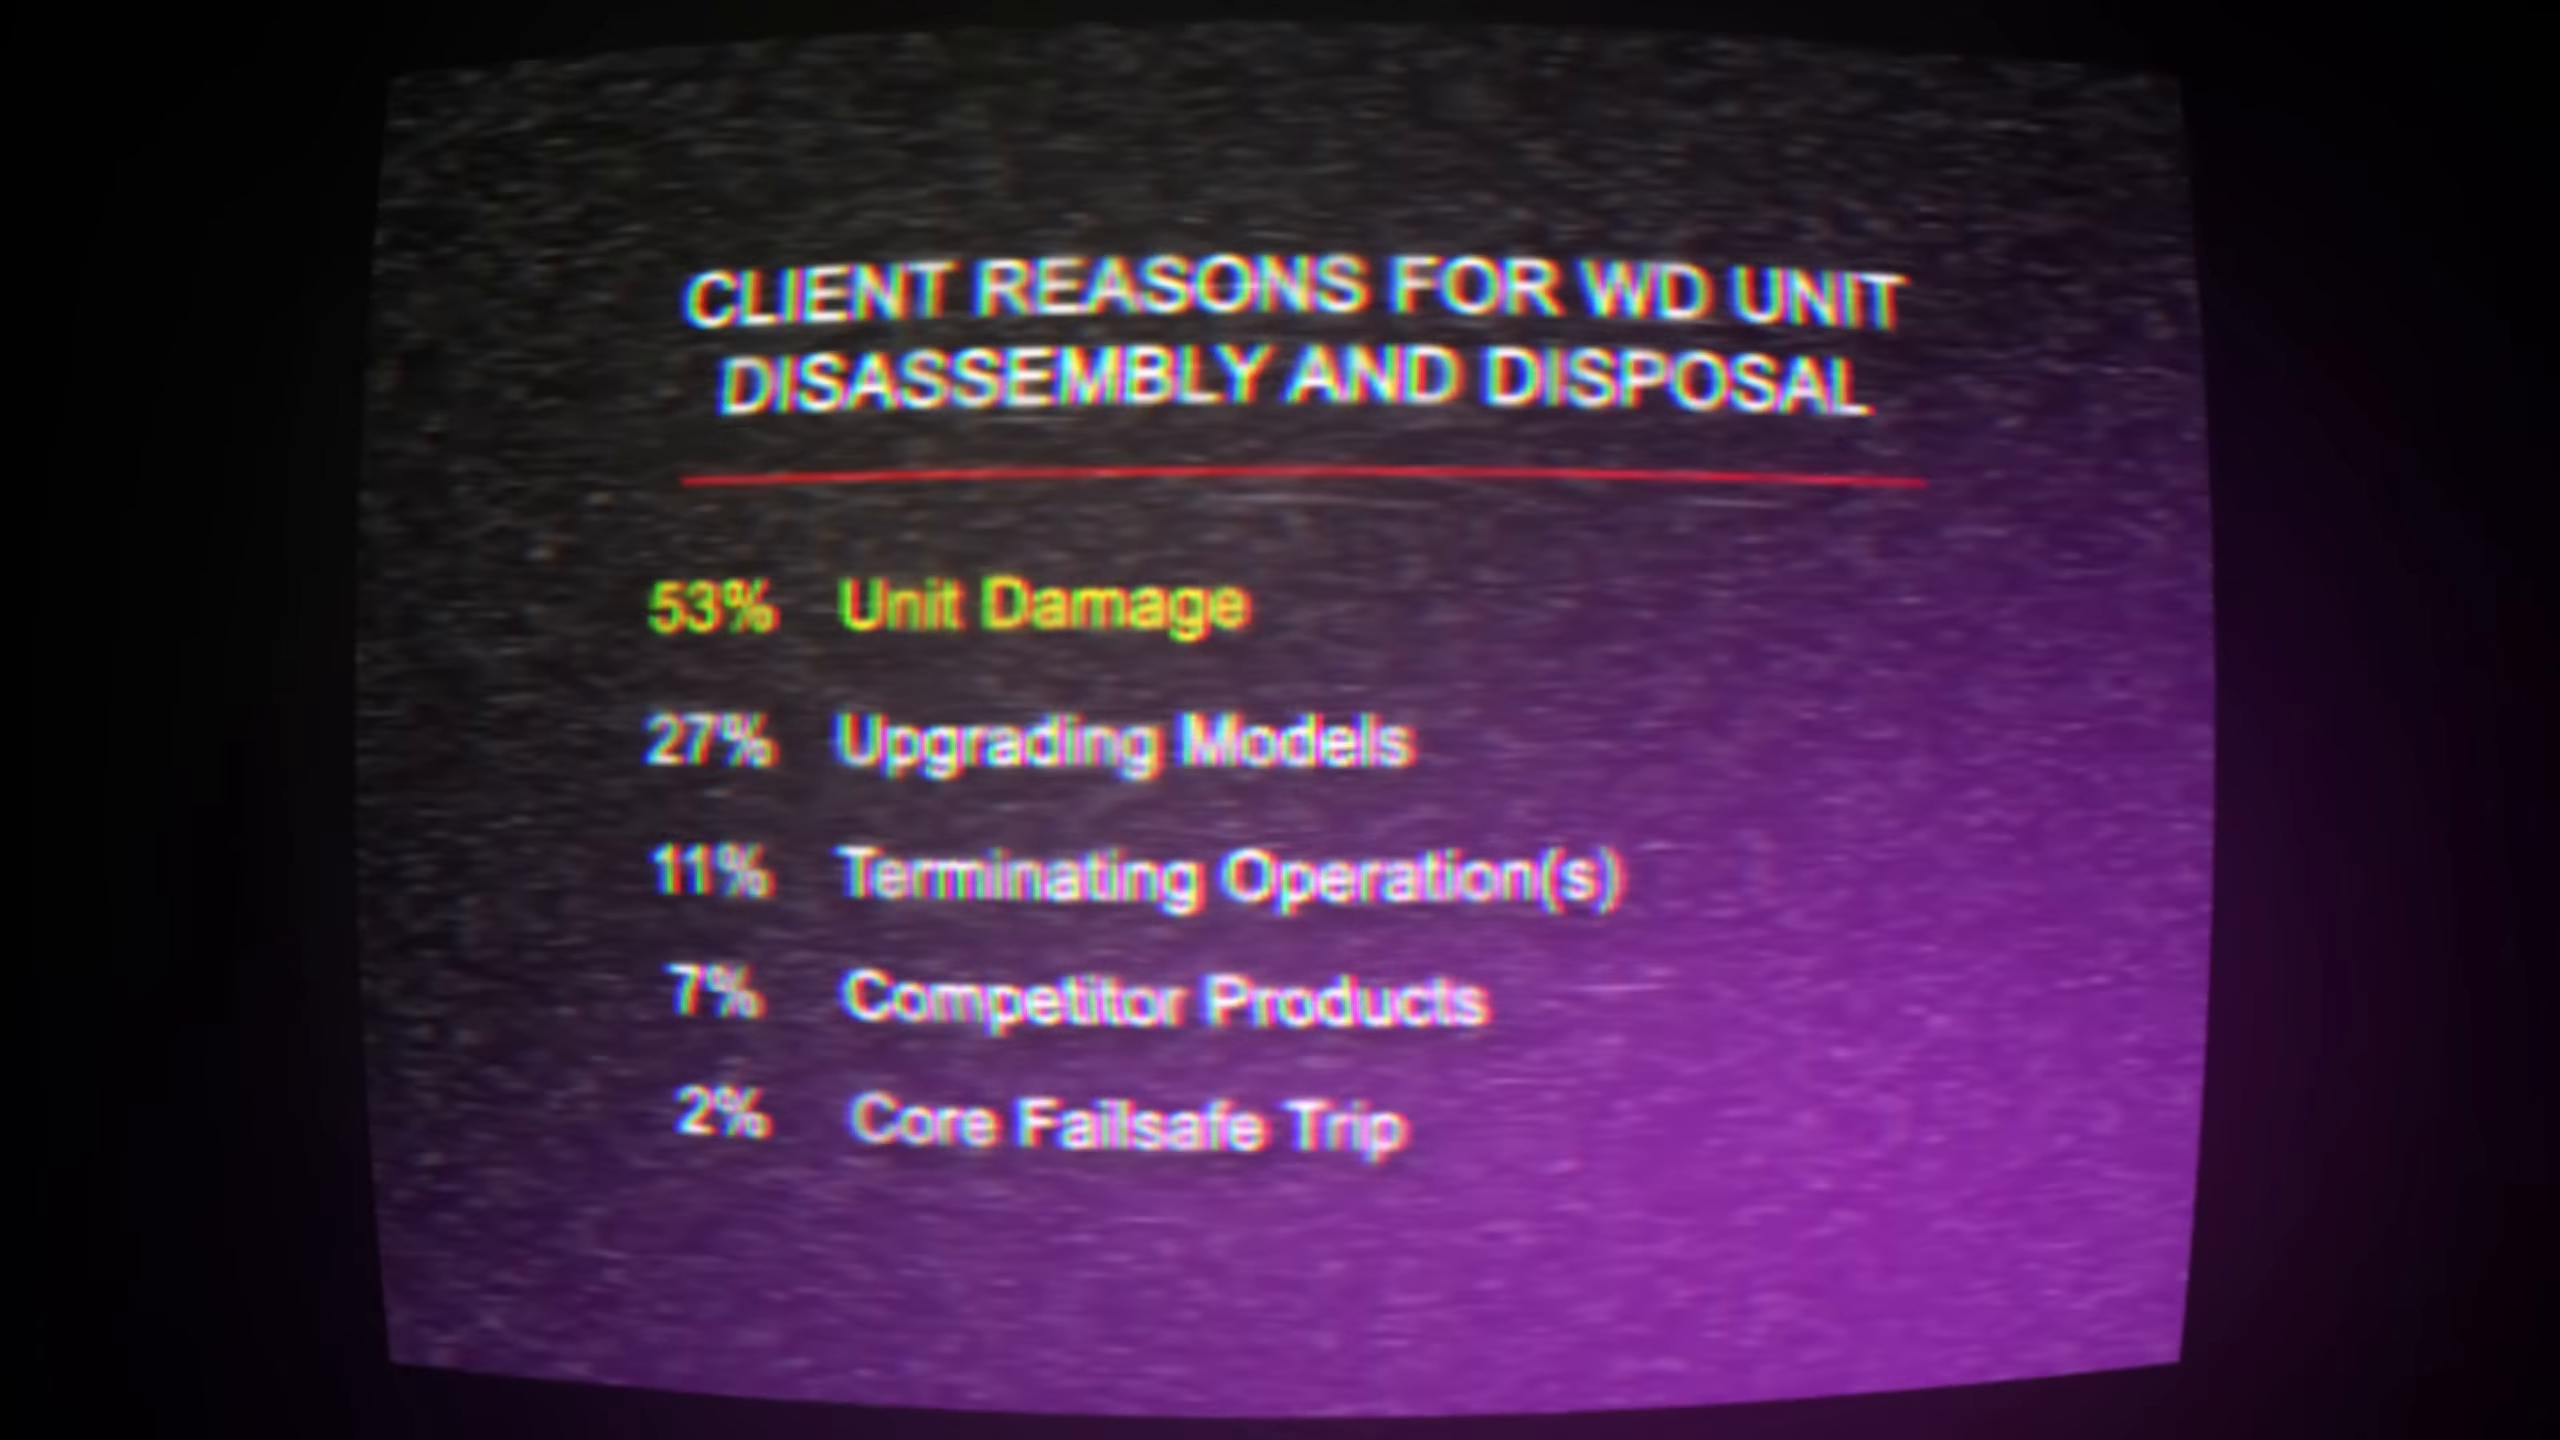 CLIENT REASONS FOR WD UNIT
DISASSEMBLY AND DISPOSAL
53% Unit Damage
27% Upgrading Models
11% Terminating Operation(s)
7% Competitor Products
2% Core Failsafe Trip